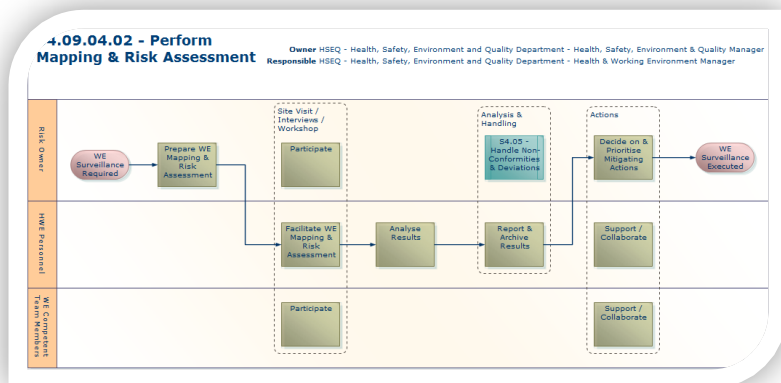 4.09.04.02 - Perform
Mapping & Risk Assessment
Owner HSEQ - Health, Safety, Environment and Quality Department - Health, Safety, Environment & Quality Manager
Responsible HSEQ - Health, Safety, Environment and Quality Department - Health & Working Environment Manager
Risk Owner
WE
Surveillance
Required
Prepare WE
Mapping &
Risk
Assessment
Site Visit /
Interviews /
Workshop
Participate
Analysis &
Handling
S4.05 -
Handle Non-
Conformities
& Deviations
Actions
Decide on &
Prioritise
Mitigating
Actions
WE
Surveillance
Executed
HWE Personnel
Facilitate WE
Mapping &
Risk
Assessment
Analyse
Results
Report &
Archive
Results
Support /
Collaborate
WE Competent
Team Members
Participate
Support /
Collaborate